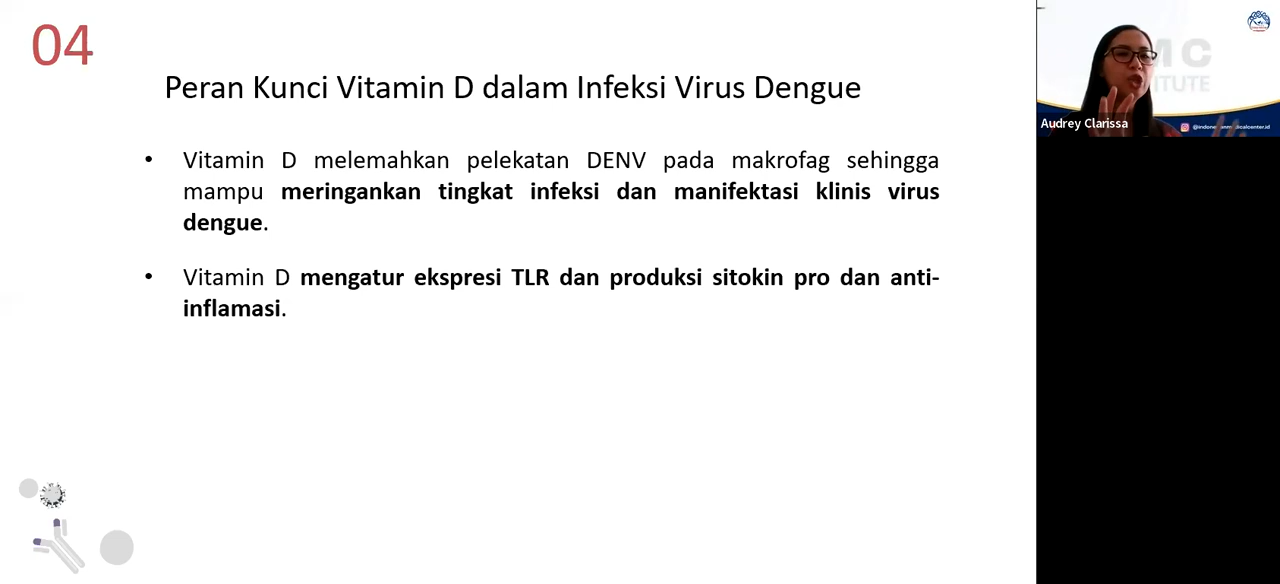 04
Peran Kunci Vitamin D dalam Infeksi Virus Dengue
• Vitamin D melemahkan pelekatan DENV pada makrofag sehingga
mampu meringankan tingkat infeksi dan manifektasi klinis virus
dengue.
• Vitamin D mengatur ekspresi TLR dan produksi sitokin pro dan anti-
inflamasi.
MC
Audrey Clarissa